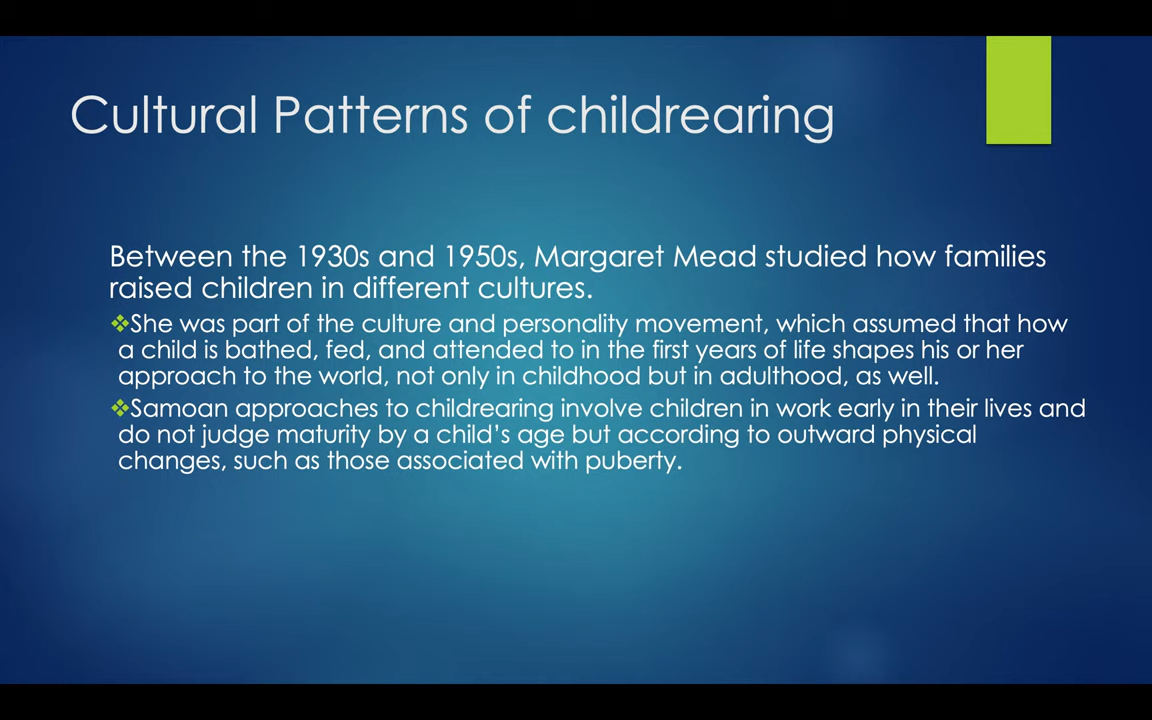 Cultural Patterns of childrearing
Between the 1930s and 1950s, Margaret Mead studied how families
raised children in different cultures.
❖She was part of the culture and personality movement, which assumed that how
a child is bathed, fed, and attended to in the first years of life shapes his or her
approach to the world, not only in childhood but in adulthood, as well.
❖Samoan approaches to childrearing involve children in work early in their lives and
do not judge maturity by a child’s age but according to outward physical
changes, such as those associated with puberty.